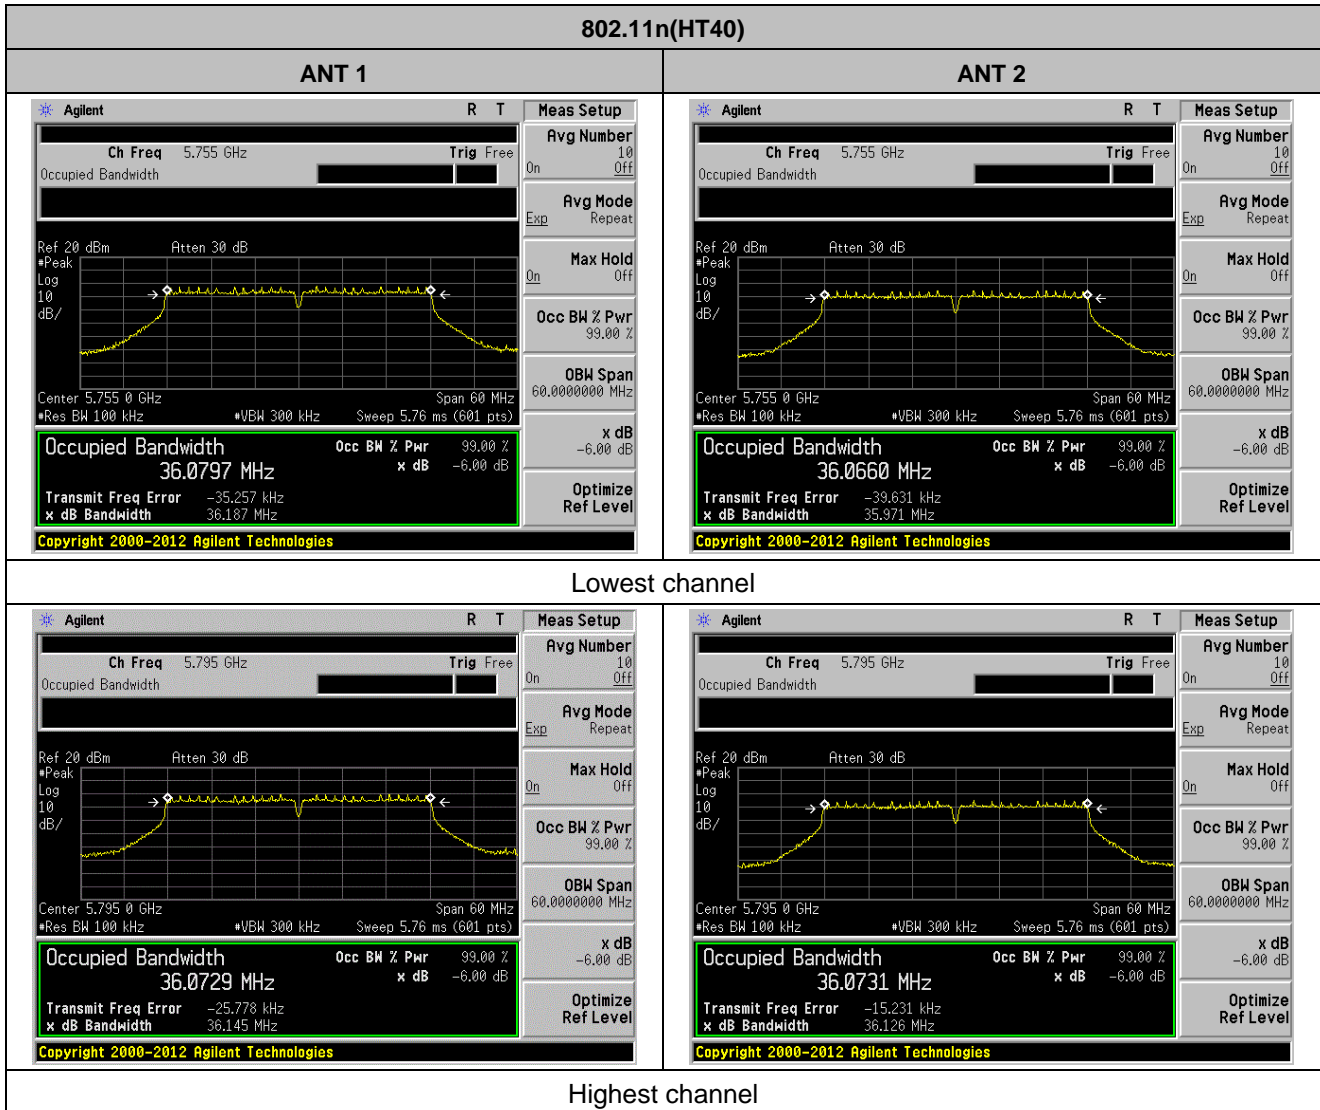 802.11n(HT40)
ANT 1
ANT 2
Agilent R T
Ch Freq 5.755 GHz Trig Free
Occupied Bandwidth
Ref 20 dBm Atten 30 dB
#Peak
Log
10
dB/
Center 5.755 0 GHz Span 60 MHz
#Res BW 100 kHz #VBW 300 kHz Sweep 5.76 ms (601 pts)
Occupied Bandwidth Occ BW % Pwr 99.00 %
36.0797 MHz x dB -6.00 dB
Transmit Freq Error -35.257 kHz
x dB Bandwidth 36.187 MHz
Copyright 2000-2012 Agilent Technologies
Meas Setup
Avg Number
10
On Off
Avg Mode
Exp Repeat
Max Hold
On Off
Occ BW % Pwr
99.00 %
OBW Span
60.0000000 MHz
x dB
-6.00 dB
Optimize
Ref Level
Agilent R T
Ch Freq 5.755 GHz Trig Free
Occupied Bandwidth
Ref 20 dBm Atten 30 dB
#Peak
Log
10
dB/
Center 5.755 0 GHz Span 60 MHz
#Res BW 100 kHz #VBW 300 kHz Sweep 5.76 ms (601 pts)
Occupied Bandwidth Occ BW % Pwr 99.00 %
36.0660 MHz x dB -6.00 dB
Transmit Freq Error -39.631 kHz
x dB Bandwidth 35.971 MHz
Copyright 2000-2012 Agilent Technologies
Meas Setup
Avg Number
10
On Off
Avg Mode
Exp Repeat
Max Hold
On Off
Occ BW % Pwr
99.00 %
OBW Span
60.0000000 MHz
x dB
-6.00 dB
Optimize
Ref Level
Lowest channel
Agilent R T
Ch Freq 5.795 GHz Trig Free
Occupied Bandwidth
Ref 20 dBm Atten 30 dB
#Peak
Log
10
dB/
Center 5.795 0 GHz Span 60 MHz
#Res BW 100 kHz #VBW 300 kHz Sweep 5.76 ms (601 pts)
Occupied Bandwidth Occ BW % Pwr 99.00 %
36.0729 MHz x dB -6.00 dB
Transmit Freq Error -25.778 kHz
x dB Bandwidth 36.145 MHz
Copyright 2000-2012 Agilent Technologies
Meas Setup
Avg Number
10
On Off
Avg Mode
Exp Repeat
Max Hold
On Off
Occ BW % Pwr
99.00 %
OBW Span
60.0000000 MHz
x dB
-6.00 dB
Optimize
Ref Level
Agilent R T
Ch Freq 5.795 GHz Trig Free
Occupied Bandwidth
Ref 20 dBm Atten 30 dB
#Peak
Log
10
dB/
Center 5.795 0 GHz Span 60 MHz
#Res BW 100 kHz #VBW 300 kHz Sweep 5.76 ms (601 pts)
Occupied Bandwidth Occ BW % Pwr 99.00 %
36.0731 MHz x dB -6.00 dB
Transmit Freq Error -15.231 kHz
x dB Bandwidth 36.126 MHz
Copyright 2000-2012 Agilent Technologies
Meas Setup
Avg Number
10
On Off
Avg Mode
Exp Repeat
Max Hold
On Off
Occ BW % Pwr
99.00 %
OBW Span
60.0000000 MHz
x dB
-6.00 dB
Optimize
Ref Level
Highest channel